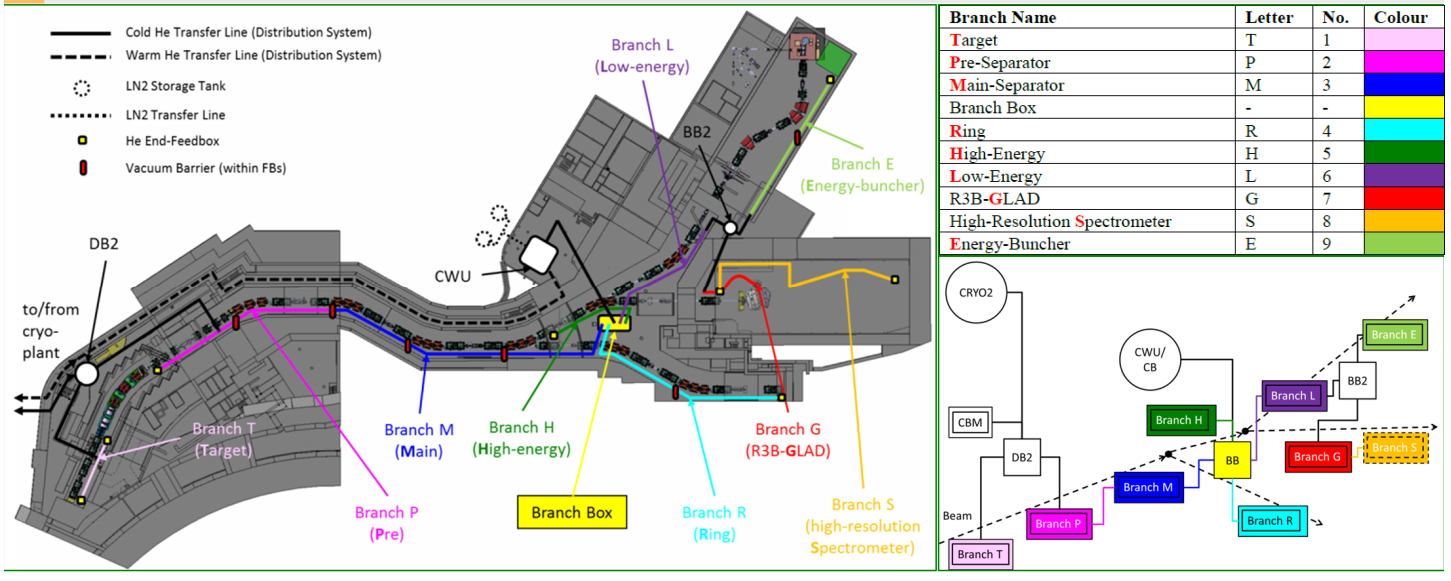 Cold He Transfer Line (Distribution System)
Warm He Transfer Line (Distribution System)
LN2 Storage Tank
LN2 Transfer Line
He End-Feedbox
Vacuum Barrier (within FBs)
Branch L
(Low-energy)
BB2
Branch E
(Energy-buncher)
DB2
CWU
to/from
cryo-
plant
Branch T
(Target)
Branch M
(Main)
Branch H
(High-energy)
Branch G
(R3B-GLAD)
Branch P
(Pre)
Branch Box
Branch R
(Ring)
Branch S
(high-resolution
Spectrometer)
Branch Name Letter No. Colour
Target T 1
Pre-Separator P 2
Main-Separator M 3
Branch Box - -
Ring R 4
High-Energy H 5
Low-Energy L 6
R3B-GLAD G 7
High-Resolution Spectrometer S 8
Energy-Buncher E 9
CRYO2
Branch E
CWU/
CB
BB2
Branch L
CBM
Branch H
Branch S
DB2
BB
Branch G
Branch M
Beam
Branch P
Branch R
Branch T